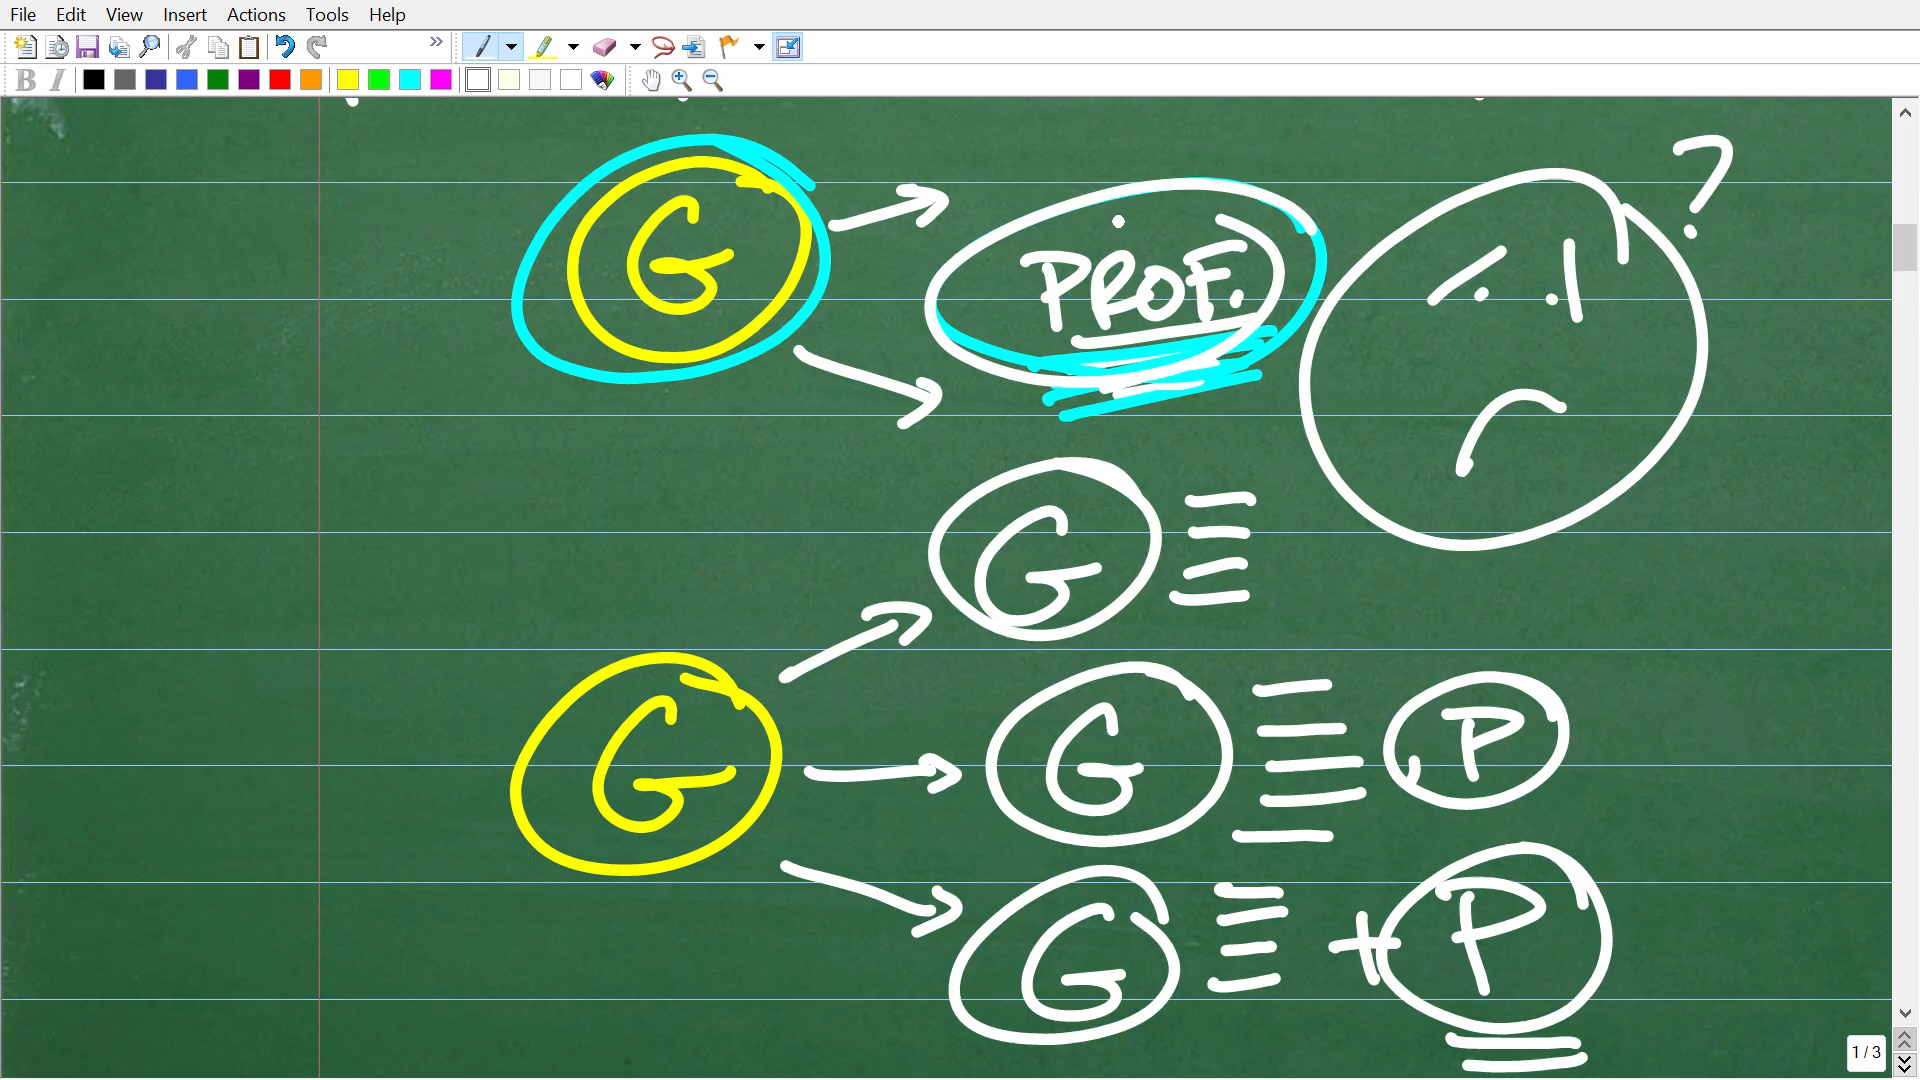 File Edit View Insert Actions Tools Help
B I
G PROF. ?
G
G G P
G + P
1 / 3